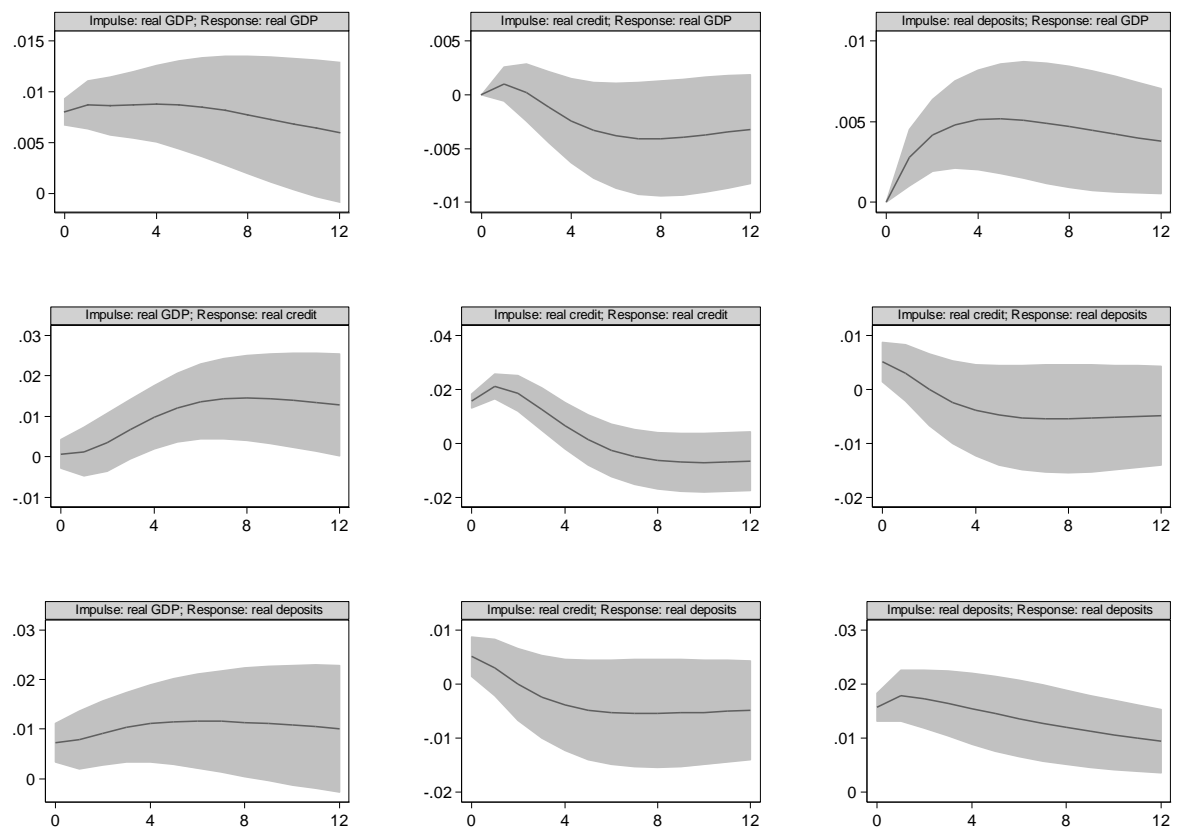 Impulse: real GDP; Response: real GDP
.015
.01
.005
0
0 4 8 12
Impulse: real credit; Response: real GDP
.005
0
-.005
-.01
0 4 8 12
Impulse: real deposits; Response: real GDP
.01
.005
0
0 4 8 12
Impulse: real GDP; Response: real credit
.03
.02
.01
0
-.01
0 4 8 12
Impulse: real credit; Response: real credit
.04
.02
0
-.02
0 4 8 12
Impulse: real credit; Response: real deposits
.01
0
-.01
-.02
0 4 8 12
Impulse: real GDP; Response: real deposits
.03
.02
.01
0
0 4 8 12
Impulse: real credit; Response: real deposits
.01
0
-.01
-.02
0 4 8 12
Impulse: real deposits; Response: real deposits
.03
.02
.01
0
0 4 8 12